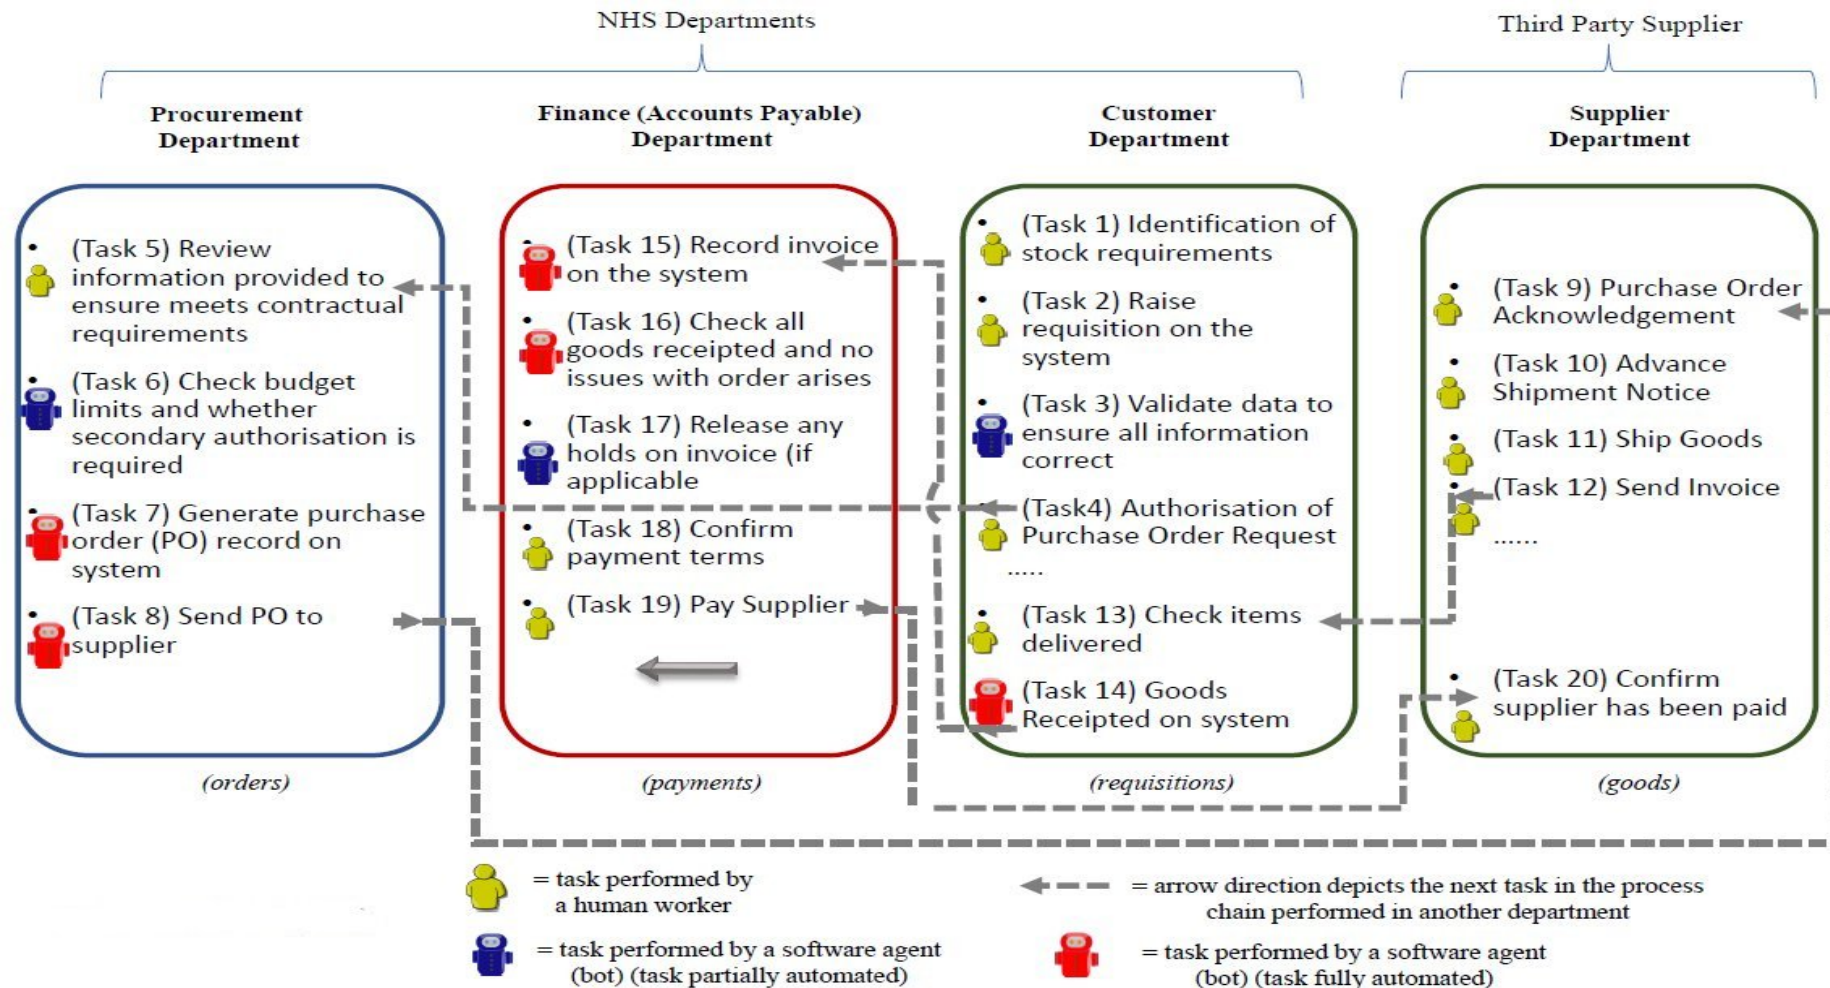 NHS Departments
Third Party Supplier
Procurement
Department
Finance (Accounts Payable)
Department
Customer
Department
Supplier
Department
• (Task 5) Review
information provided to
ensure meets contractual
requirements
• (Task 6) Check budget
limits and whether
secondary authorisation is
required
• (Task 7) Generate purchase
order (PO) record on
system
• (Task 8) Send PO to
supplier
(orders)
• (Task 15) Record invoice
on the system
• (Task 16) Check all
goods receipted and no
issues with order arises
• (Task 17) Release any
holds on invoice (if
applicable
• (Task 18) Confirm
payment terms
• (Task 19) Pay Supplier
(payments)
• (Task 1) Identification of
stock requirements
• (Task 2) Raise
requisition on the
system
• (Task 3) Validate data to
ensure all information
correct
• (Task4) Authorisation of
Purchase Order Request
.....
• (Task 13) Check items
delivered
• (Task 14) Goods
Receipted on system
(requisitions)
• (Task 9) Purchase Order
Acknowledgement
• (Task 10) Advance
Shipment Notice
• (Task 11) Ship Goods
• (Task 12) Send Invoice
......
• (Task 20) Confirm
supplier has been paid
(goods)
= task performed by
a human worker
= arrow direction depicts the next task in the process
chain performed in another department
= task performed by a software agent
(bot) (task partially automated)
= task performed by a software agent
(bot) (task fully automated)